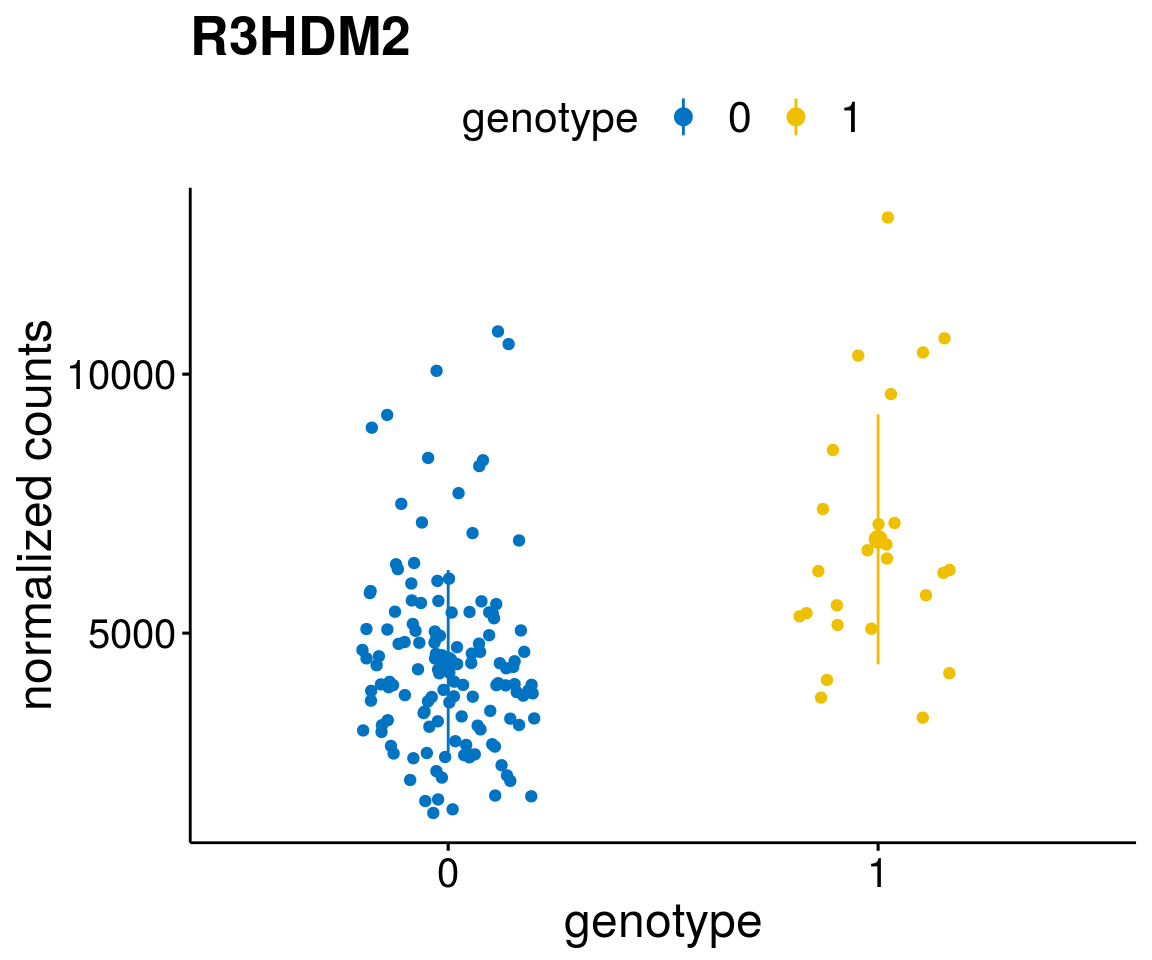 R3HDM2
genotype 0 1
normalized counts
10000
5000
0 1
genotype